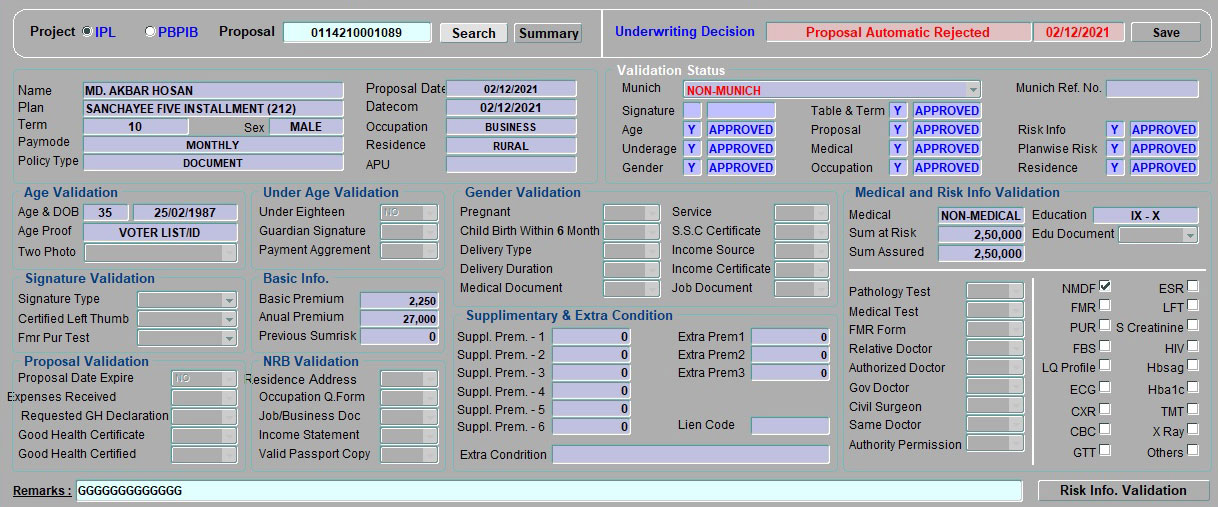 Project IPL PBPIB Proposal 0114210001089 Search Summary Underwriting Decision Proposal Automatic Rejected 02/12/2021 Save
Name MD. AKBAR HOSAN
Plan SANCHAYEE FIVE INSTALLMENT (212)
Term 10 Sex MALE
Paymode MONTHLY
Policy Type DOCUMENT
Proposal Date 02/12/2021
Datecom 02/12/2021
Occupation BUSINESS
Residence RURAL
APU
Validation Status
Munich NON-MUNICH Munich Ref. No.
Signature Table & Term Y APPROVED
Age Y APPROVED Proposal Y APPROVED Risk Info Y APPROVED
Underage Y APPROVED Medical Y APPROVED Planwise Risk Y APPROVED
Gender Y APPROVED Occupation Y APPROVED Residence Y APPROVED
Age Validation
Age & DOB 35 25/02/1987
Age Proof VOTER LIST/ID
Two Photo
Signature Validation
Signature Type
Certified Left Thumb
Fmr Pur Test
Proposal Validation
Proposal Date Expire NO
Expenses Received
Requested GH Declaration
Good Health Certificate
Good Health Certified
Under Age Validation
Under Eighteen NO
Guardian Signature
Payment Aggrement
Basic Info.
Basic Premium 2,250
Anual Premium 27,000
Previous Sumrisk 0
NRB Validation
Residence Address
Occupation Q.Form
Job/Business Doc
Income Statement
Valid Passport Copy
Gender Validation
Pregnant Service
Child Birth Within 6 Month S.S.C Certificate
Delivery Type Income Source
Delivery Duration Income Certificate
Medical Document Job Document
Supplimentary & Extra Condition
Suppl. Prem. - 1 0 Extra Prem1 0
Suppl. Prem. - 2 0 Extra Prem2 0
Suppl. Prem. - 3 0 Extra Prem3 0
Suppl. Prem. - 4 0
Suppl. Prem. - 5 0
Suppl. Prem. - 6 0 Lien Code
Extra Condition
Medical and Risk Info Validation
Medical NON-MEDICAL Education IX - X
Sum at Risk 2,50,000 Edu Document
Sum Assured 2,50,000
Pathology Test
Medical Test
FMR Form
Relative Doctor
Authorized Doctor
Gov Doctor
Civil Surgeon
Same Doctor
Authority Permission
NMDF ESR
FMR LFT
PUR S Creatinine
FBS HIV
LQ Profile Hbsag
ECG Hba1c
CXR TMT
CBC X Ray
GTT Others
Remarks : GGGGGGGGGGGGG Risk Info. Validation